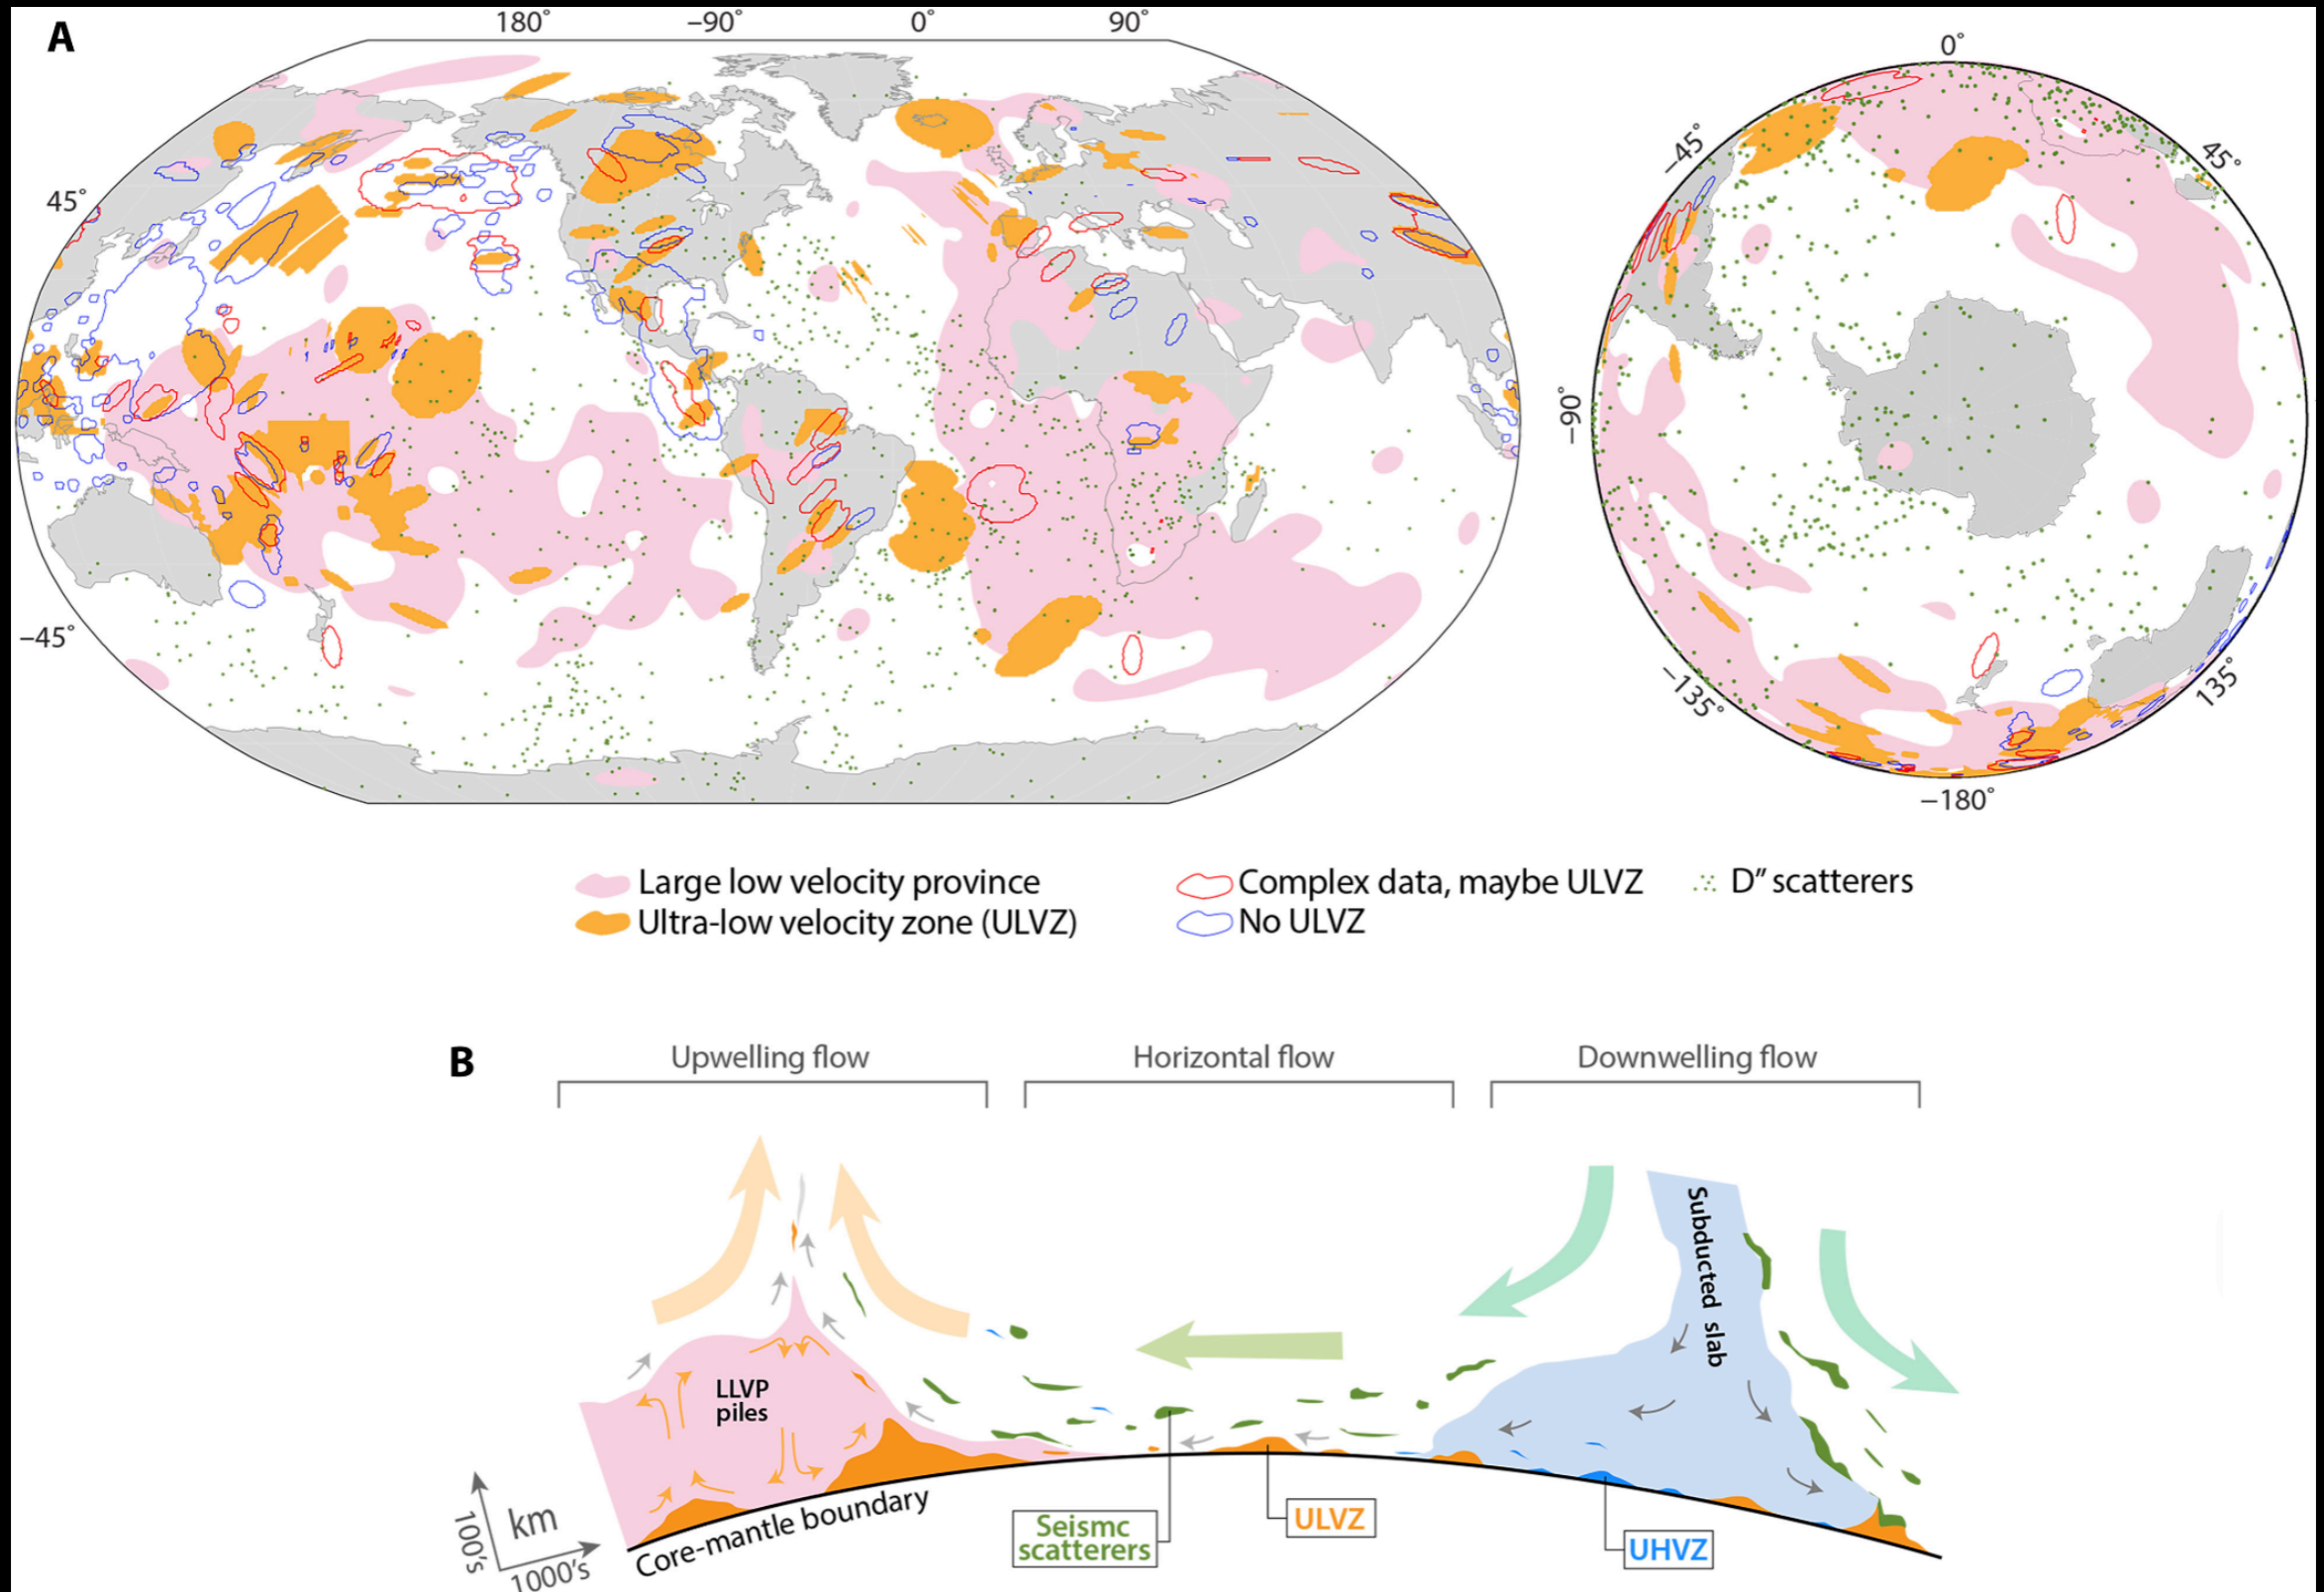 A
180° −90° 0° 90°
45°
−45°
0°
−45° 45°
−90°
−135° 135°
−180°
Large low velocity province
Ultra-low velocity zone (ULVZ)
Complex data, maybe ULVZ
No ULVZ
D″ scatterers
B
Upwelling flow Horizontal flow Downwelling flow
Subducted slab
LLVP
piles
Core-mantle boundary
km
100's
1000's
Seismc
scatterers
ULVZ
UHVZ